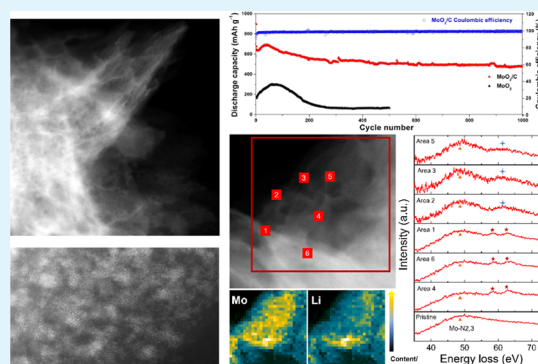 Discharge capacity (mAh g⁻¹)
1000
800
600
400
200
0
MoO₂/C Coulombic efficiency
MoO₂/C
MoO₂
120
100
80
60
40
20
0
0 200 400 600 800 1000
Cycle number
3 5
2
4
1
6
Mo Li
Content/
Intensity (a.u.)
Area 5
Area 3
Area 2
Area 1
Area 6
Area 4
Pristine
Mo-N2,3
40 50 60 70
Energy loss (eV)